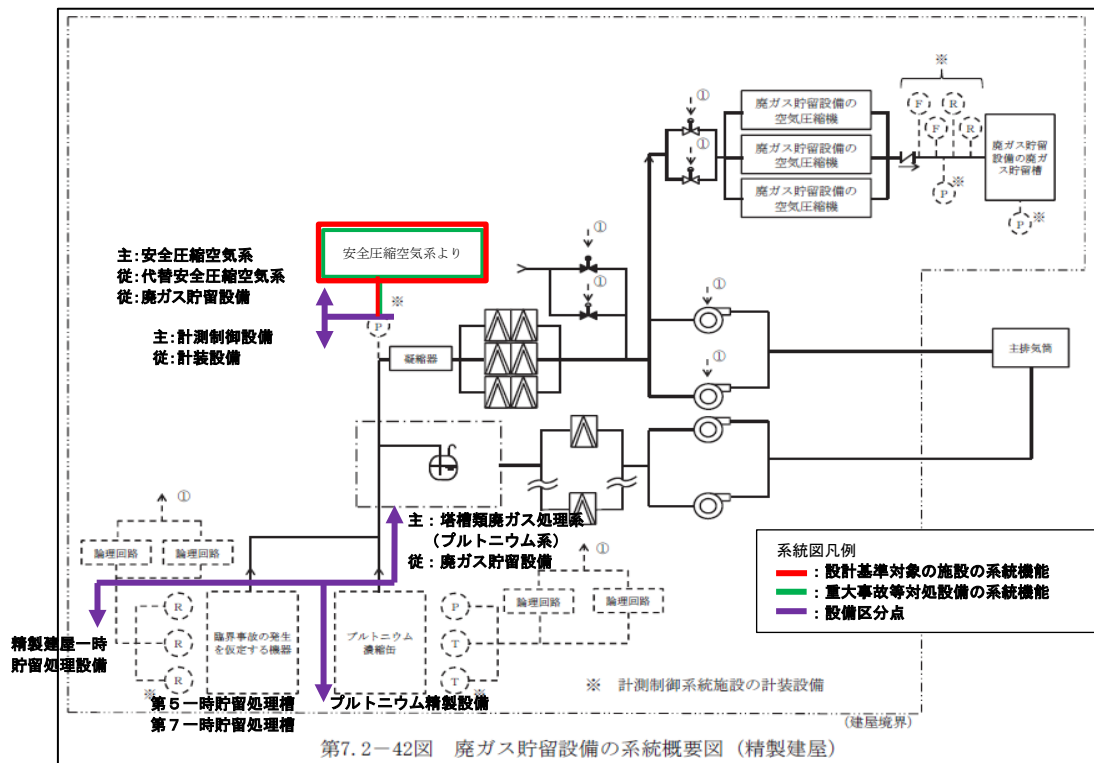 ※
①
F
R
F
R
①
廃ガス貯留設備の
空気圧縮機
廃ガス貯留設備の
空気圧縮機
廃ガス貯留設備の
空気圧縮機
廃ガス貯留
設備の廃ガ
ス貯留槽
P
※
P
※
安全圧縮空気系より
主:安全圧縮空気系
従:代替安全圧縮空気系
従:廃ガス貯留設備
①
※
P
主:計測制御設備
従:計装設備
凝縮器
①
①
主排気筒
①
論理回路
論理回路
主：塔槽類廃ガス処理系
（プルトニウム系）
従：廃ガス貯留設備
①
論理回路
論理回路
系統図凡例
：設計基準対象の施設の系統機能
：重大事故等対処設備の系統機能
：設備区分点
精製建屋一時
貯留処理設備
R
R
R
※
臨界事故の発生
を仮定する機器
プルトニウム
濃縮缶
P
T
T
※
第５一時貯留処理槽
第７一時貯留処理槽
プルトニウム精製設備
※ 計測制御系統施設の計装設備
(建屋境界)
第7.2－42図 廃ガス貯留設備の系統概要図（精製建屋）